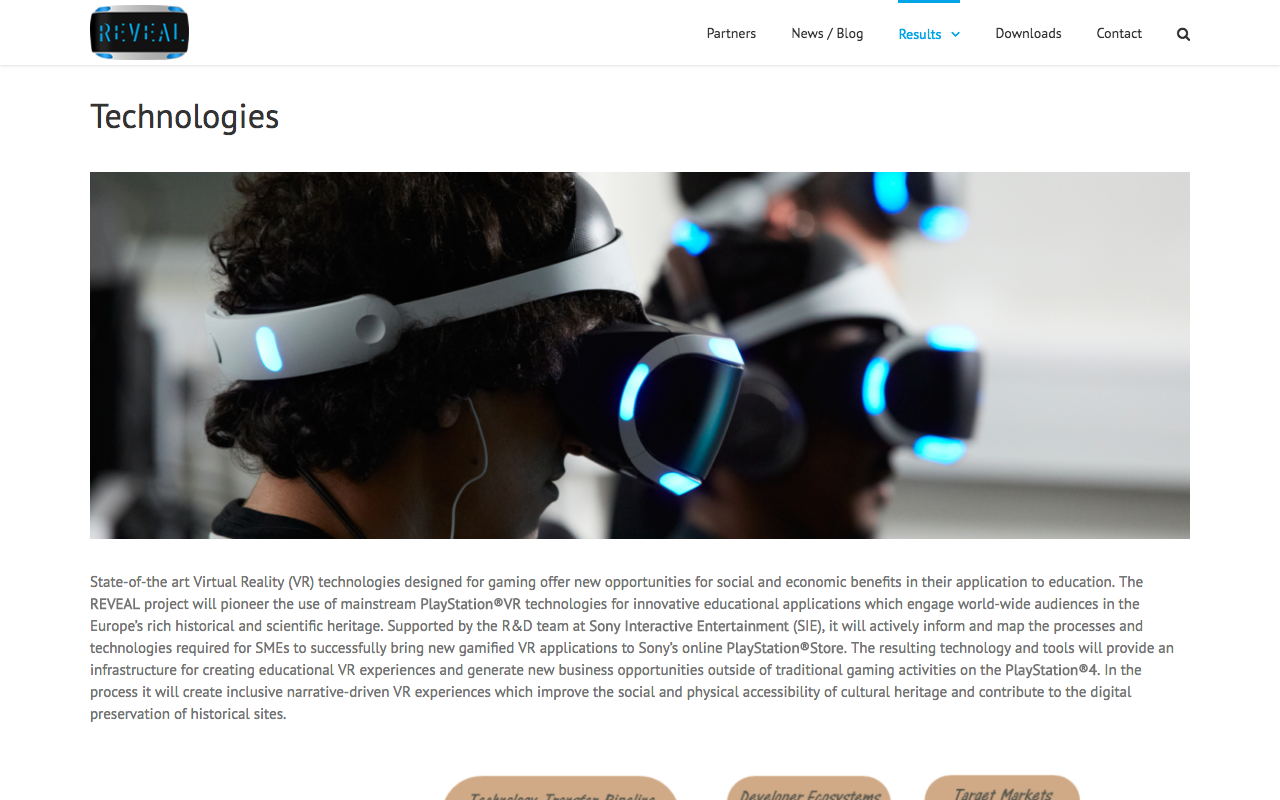 REVEAL
Partners
News / Blog
Results
Downloads
Contact
Technologies
State-of-the art Virtual Reality (VR) technologies designed for gaming offer new opportunities for social and economic benefits in their application to education. The
REVEAL project will pioneer the use of mainstream PlayStation®VR technologies for innovative educational applications which engage world-wide audiences in the
Europe's rich historical and scientific heritage. Supported by the R&D team at Sony Interactive Entertainment (SIE), it will actively inform and map the processes and
technologies required for SMEs to successfully bring new gamified VR applications to Sony's online PlayStation®Store. The resulting technology and tools will provide an
infrastructure for creating educational VR experiences and generate new business opportunities outside of traditional gaming activities on the PlayStation®4. In the
process it will create inclusive narrative-driven VR experiences which improve the social and physical accessibility of cultural heritage and contribute to the digital
preservation of historical sites.
Technology Transfer Pipeline
Developer Ecosystems
Target Markets